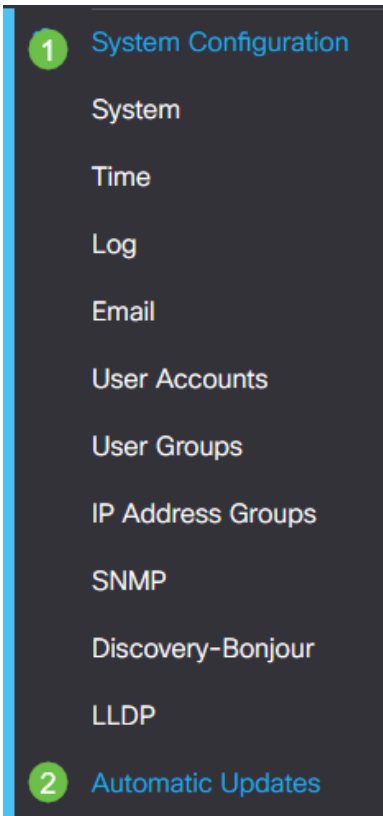 1 System Configuration
System
Time
Log
Email
User Accounts
User Groups
IP Address Groups
SNMP
Discovery-Bonjour
LLDP
2 Automatic Updates